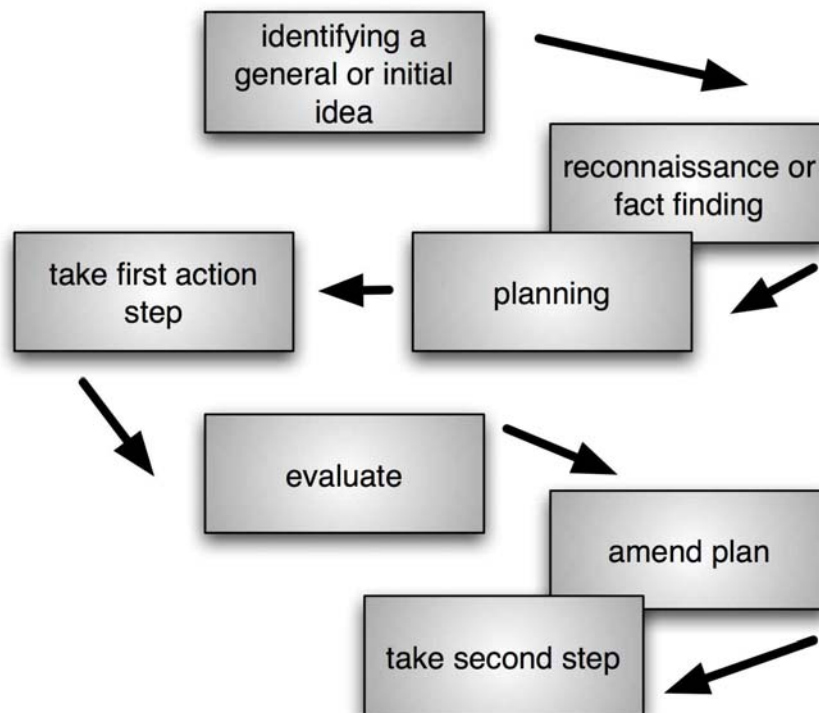 identifying a
general or initial
idea
reconnaissance or
fact finding
planning
take first action
step
evaluate
amend plan
take second step